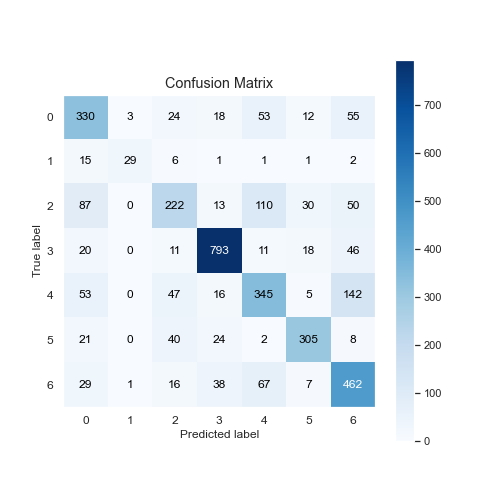 Confusion Matrix
0 330 3 24 18 53 12 55
1 15 29 6 1 1 1 2
2 87 0 222 13 110 30 50
3 20 0 11 793 11 18 46
4 53 0 47 16 345 5 142
5 21 0 40 24 2 305 8
6 29 1 16 38 67 7 462
0 1 2 3 4 5 6
True label
Predicted label
700
600
500
400
300
200
100
0